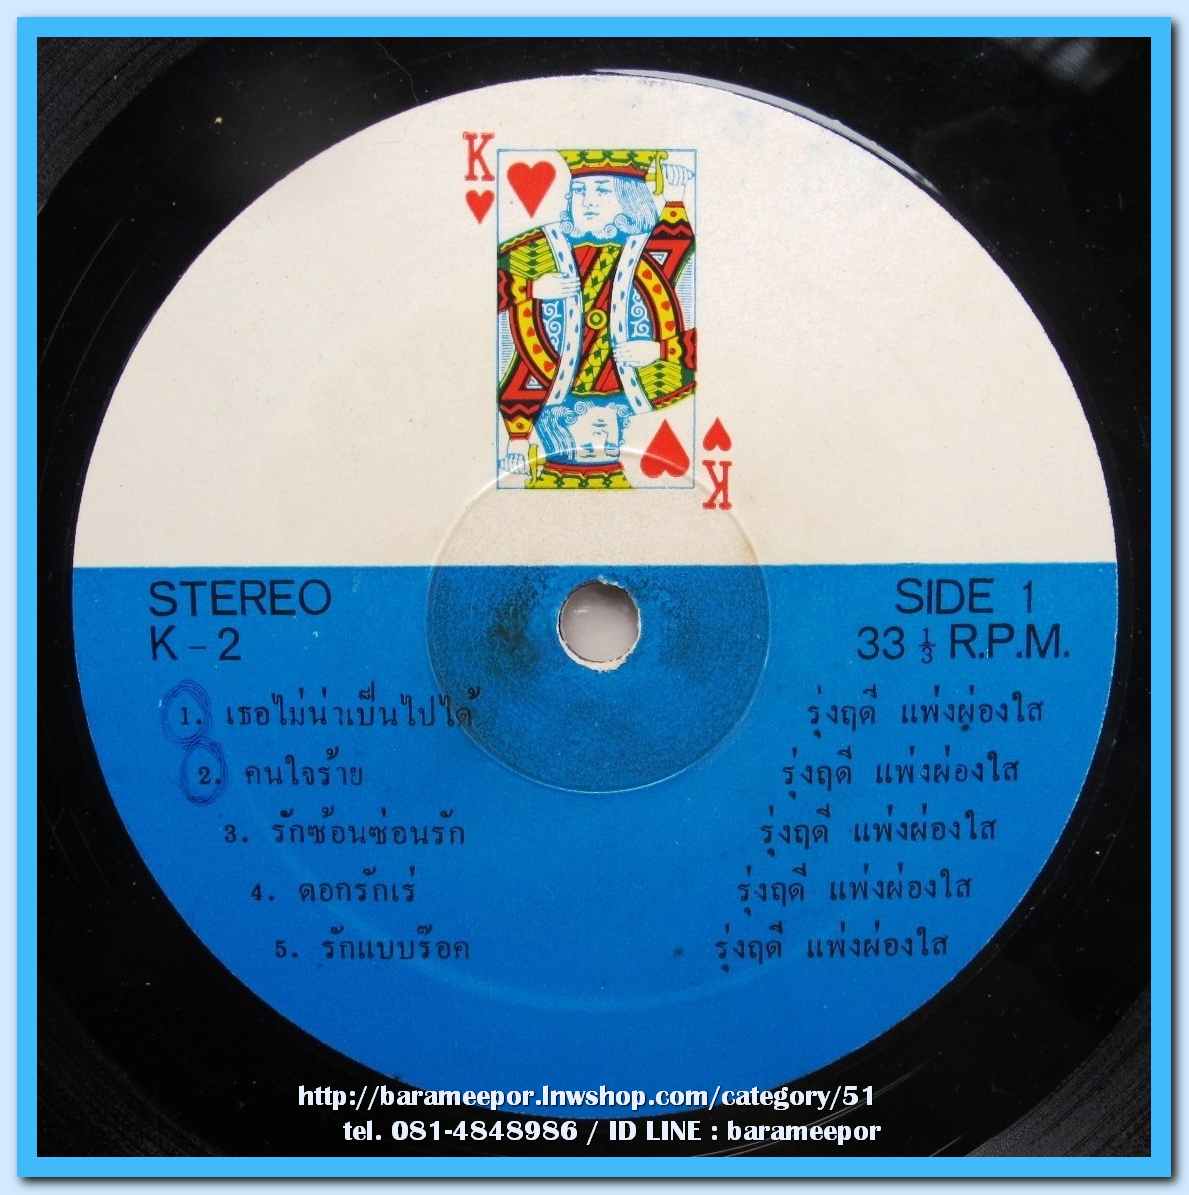 K
K
STEREO
SIDE 1
K-2
33 1/3 R.P.M.
1. เธอไม่น่าเป็นไปได้ รุ่งฤดี แพ่งผ่องใส
2. คนใจร้าย รุ่งฤดี แพ่งผ่องใส
3. รักซ้อนซ่อนรัก รุ่งฤดี แพ่งผ่องใส
4. ดอกรักเร่ รุ่งฤดี แพ่งผ่องใส
5. รักแบบร๊อค รุ่งฤดี แพ่งผ่องใส
http://barameepor.lnwshop.com/category/51
tel. 081-4848986 / ID LINE : barameepor